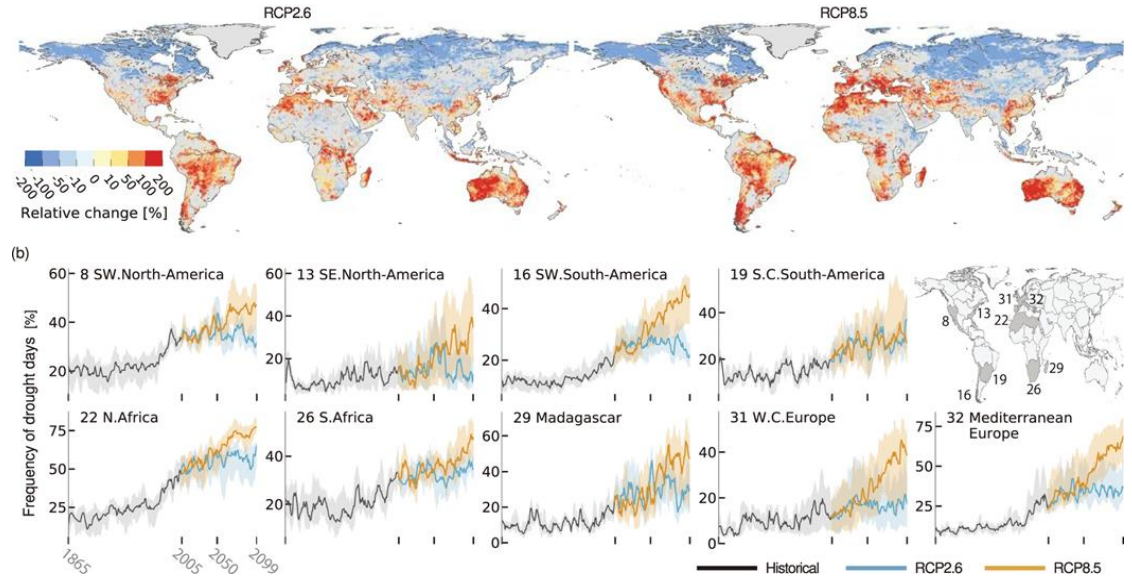 RCP2.6
RCP8.5
-200 -100 -50 -10 0 10 50 100 200
Relative change [%]
(b)
Frequency of drought days [%]
8 SW.North-America
60
40
20
13 SE.North-America
60
40
20
0
16 SW.South-America
40
20
19 S.C.South-America
60
40
20
31
32
8
13
22
19
29
16
26
22 N.Africa
75
50
25
26 S.Africa
60
40
20
29 Madagascar
60
40
20
0
31 W.C.Europe
60
40
20
0
32 Mediterranean
Europe
75
50
25
0
1865
2005
2050
2099
Historical
RCP2.6
RCP8.5